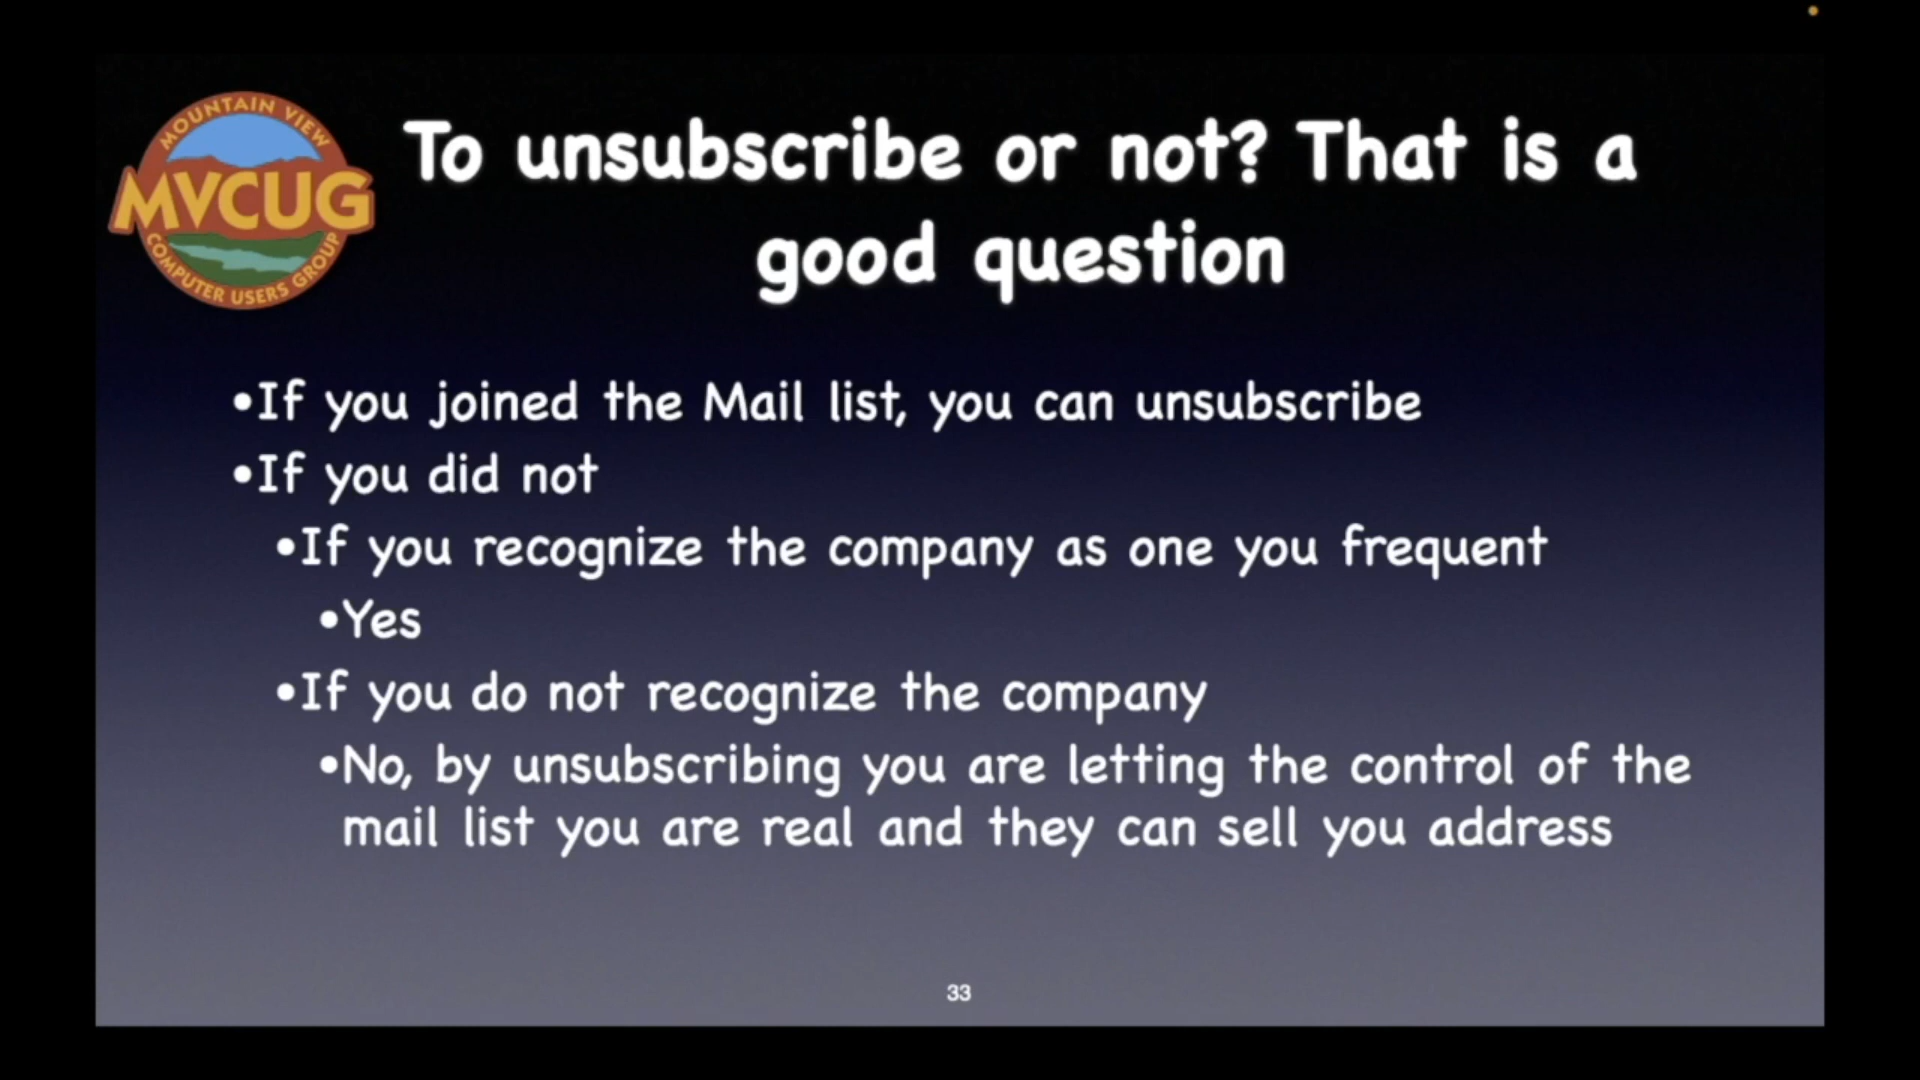 MOUNTAIN VIEW
MVCUG
COMPUTER USERS GROUP
To unsubscribe or not? That is a
good question
•If you joined the Mail list, you can unsubscribe
•If you did not
•If you recognize the company as one you frequent
•Yes
•If you do not recognize the company
•No, by unsubscribing you are letting the control of the
mail list you are real and they can sell you address
33